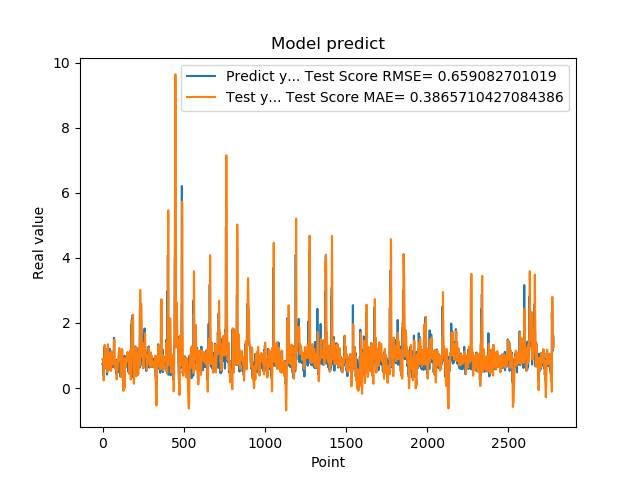 Model predict
Predict y... Test Score RMSE= 0.659082701019
Test y... Test Score MAE= 0.3865710427084386
10
8
6
4
2
0
Real value
0 500 1000 1500 2000 2500
Point